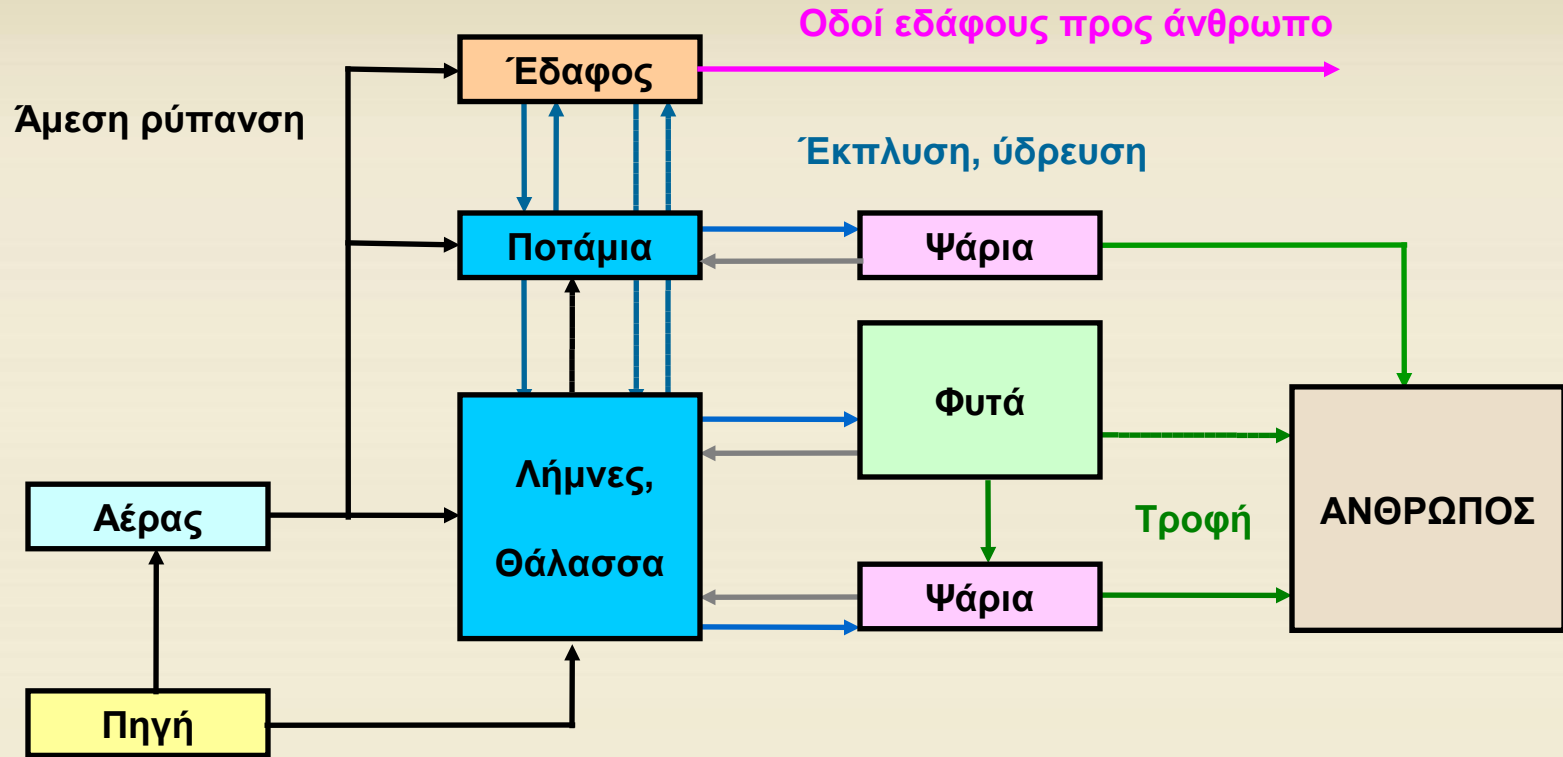 Οδοί εδάφους προς άνθρωπο
Έδαφος
Άμεση ρύπανση
Έκπλυση, ύδρευση
Ποτάμια
Ψάρια
Φυτά
Λήμνες,
Θάλασσα
Αέρας
Τροφή
ΑΝΘΡΩΠΟΣ
Ψάρια
Πηγή